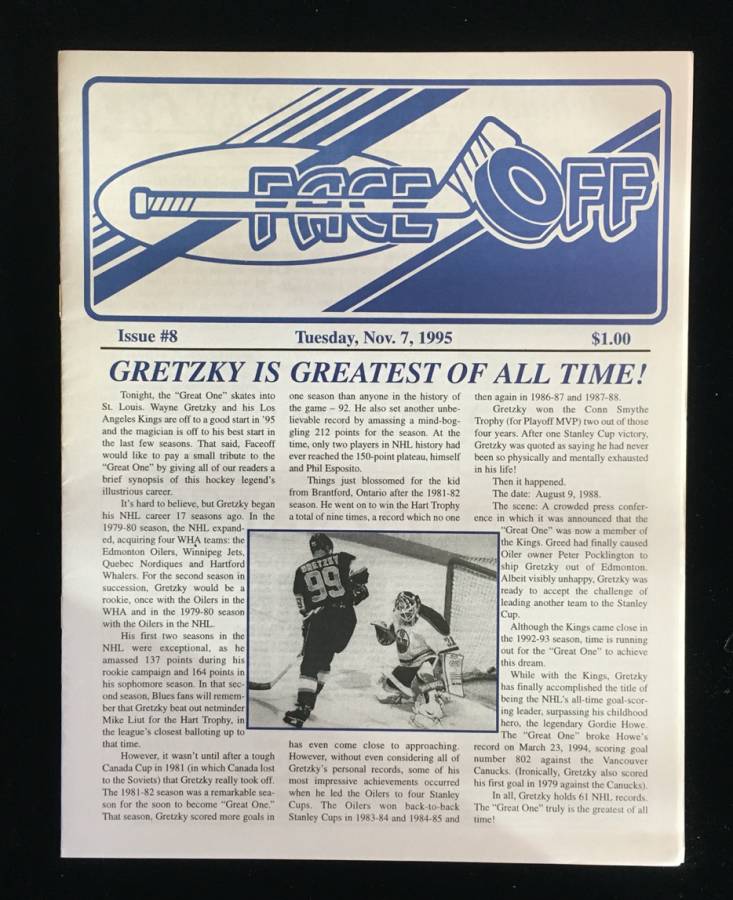 FACE OFF
Issue #8
Tuesday, Nov. 7, 1995
$1.00
GRETZKY IS GREATEST OF ALL TIME!
Tonight, the “Great One” skates into
St. Louis. Wayne Gretzky and his Los
Angeles Kings are off to a good start in ’95
and the magician is off to his best start in
the last few seasons. That said, Faceoff
would like to pay a small tribute to the
“Great One” by giving all of our readers a
brief synopsis of this hockey legend’s
illustrious career.
It’s hard to believe, but Gretzky began
his NHL career 17 seasons ago. In the
1979-80 season, the NHL expand-
ed, acquiring four WHA teams: the
Edmonton Oilers, Winnipeg Jets,
Quebec Nordiques and Hartford
Whalers. For the second season in
succession, Gretzky would be a
rookie, once with the Oilers in the
WHA and in the 1979-80 season
with the Oilers in the NHL.
His first two seasons in the
NHL were exceptional, as he
amassed 137 points during his
rookie campaign and 164 points in
his sophomore season. In that sec-
ond season, Blues fans will remem-
ber that Gretzky beat out netminder
Mike Liut for the Hart Trophy, in
the league’s closest balloting up to
that time.
However, it wasn’t until after a tough
Canada Cup in 1981 (in which Canada lost
to the Soviets) that Gretzky really took off.
The 1981-82 season was a remarkable sea-
son for the soon to become “Great One.”
That season, Gretzky scored more goals in
one season than anyone in the history of
the game – 92. He also set another unbe-
lievable record by amassing a mind-bog-
gling 212 points for the season. At the
time, only two players in NHL history had
ever reached the 150-point plateau, himself
and Phil Esposito.
Things just blossomed for the kid
from Brantford, Ontario after the 1981-82
season. He went on to win the Hart Trophy
a total of nine times, a record which no one
GRETZKY
99
31
has even come close to approaching.
However, without even considering all of
Gretzky’s personal records, some of his
most impressive achievements occurred
when he led the Oilers to four Stanley
Cups. The Oilers won back-to-back
Stanley Cups in 1983-84 and 1984-85 and
then again in 1986-87 and 1987-88.
Gretzky won the Conn Smythe
Trophy (for Playoff MVP) two out of those
four years. After one Stanley Cup victory,
Gretzky was quoted as saying he had never
been so physically and mentally exhausted
in his life!
Then it happened.
The date: August 9, 1988.
The scene: A crowded press confer-
ence in which it was announced that the
“Great One” was now a member of
the Kings. Greed had finally caused
Oiler owner Peter Pocklington to
ship Gretzky out of Edmonton.
Albeit visibly unhappy, Gretzky was
ready to accept the challenge of
leading another team to the Stanley
Cup.
Although the Kings came close in
the 1992-93 season, time is running
out for the “Great One” to achieve
this dream.
While with the Kings, Gretzky
has finally accomplished the title of
being the NHL’s all-time goal-scor-
ing leader, surpassing his childhood
hero, the legendary Gordie Howe.
The “Great One” broke Howe’s
record on March 23, 1994, scoring goal
number 802 against the Vancouver
Canucks. (Ironically, Gretzky also scored
his first goal in 1979 against the Canucks).
In all, Gretzky holds 61 NHL records.
The “Great One” truly is the greatest of all
time!